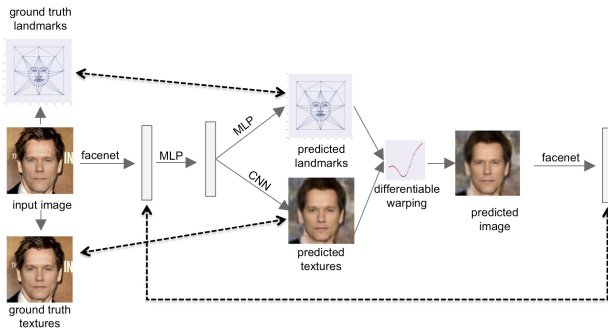 ground truth
landmarks
MLP
facenet
MLP
predicted
landmarks
facenet
CNN
differentiable
warping
input image
predicted
image
predicted
textures
ground truth
textures